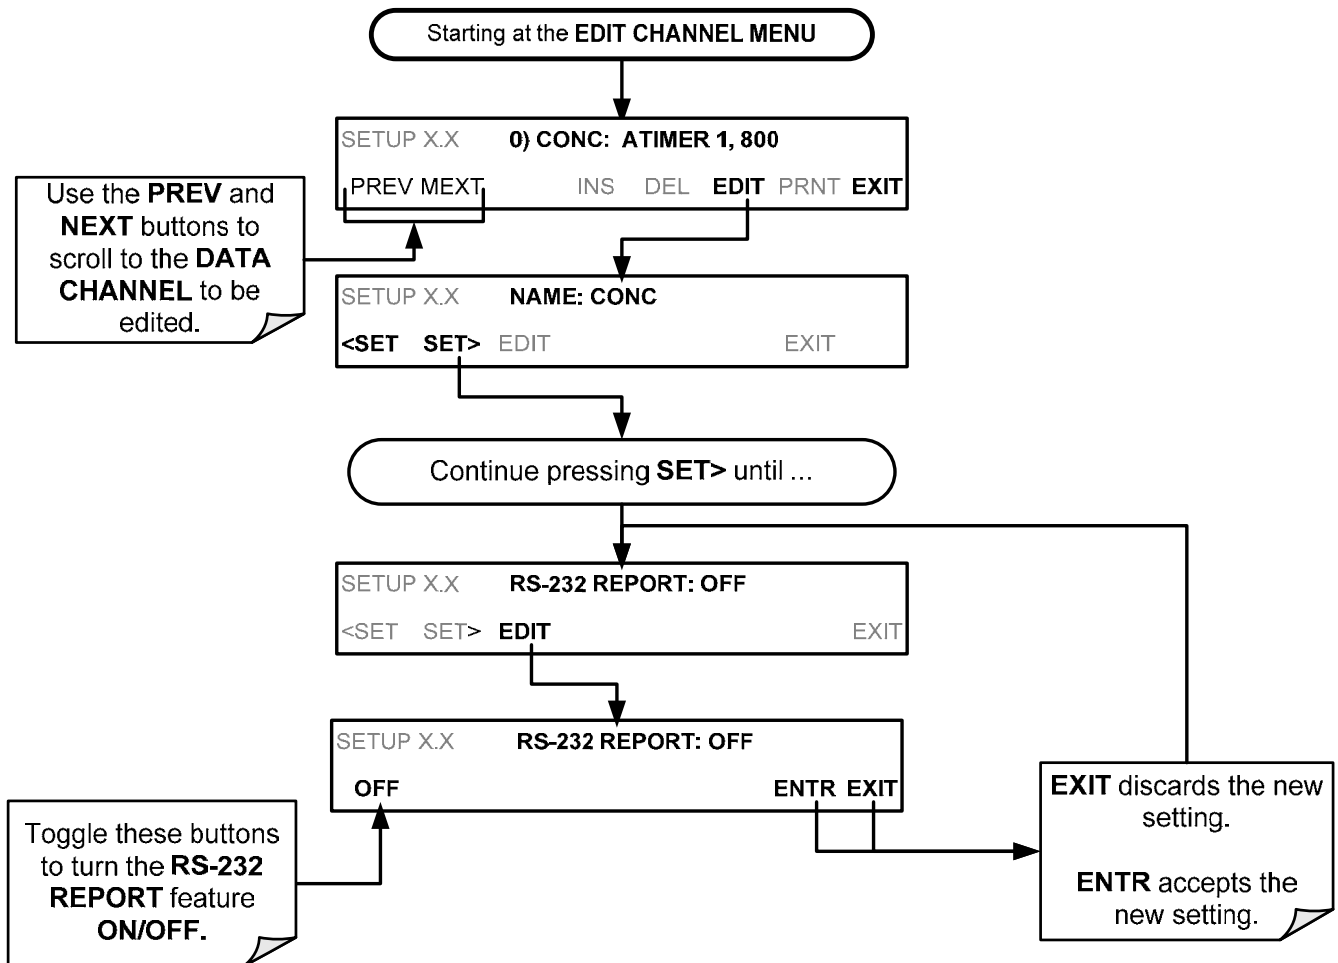 Starting at the EDIT CHANNEL MENU
SETUP X.X 0) CONC: ATIMER 1, 800
PREV MEXT INS DEL EDIT PRNT EXIT
Use the PREV and
NEXT buttons to
scroll to the DATA
CHANNEL to be
edited.
SETUP X.X NAME: CONC
<SET SET> EDIT EXIT
Continue pressing SET> until ...
SETUP X.X RS-232 REPORT: OFF
<SET SET> EDIT EXIT
SETUP X.X RS-232 REPORT: OFF
OFF ENTR EXIT
Toggle these buttons
to turn the RS-232
REPORT feature
ON/OFF.
EXIT discards the new
setting.
ENTR accepts the
new setting.